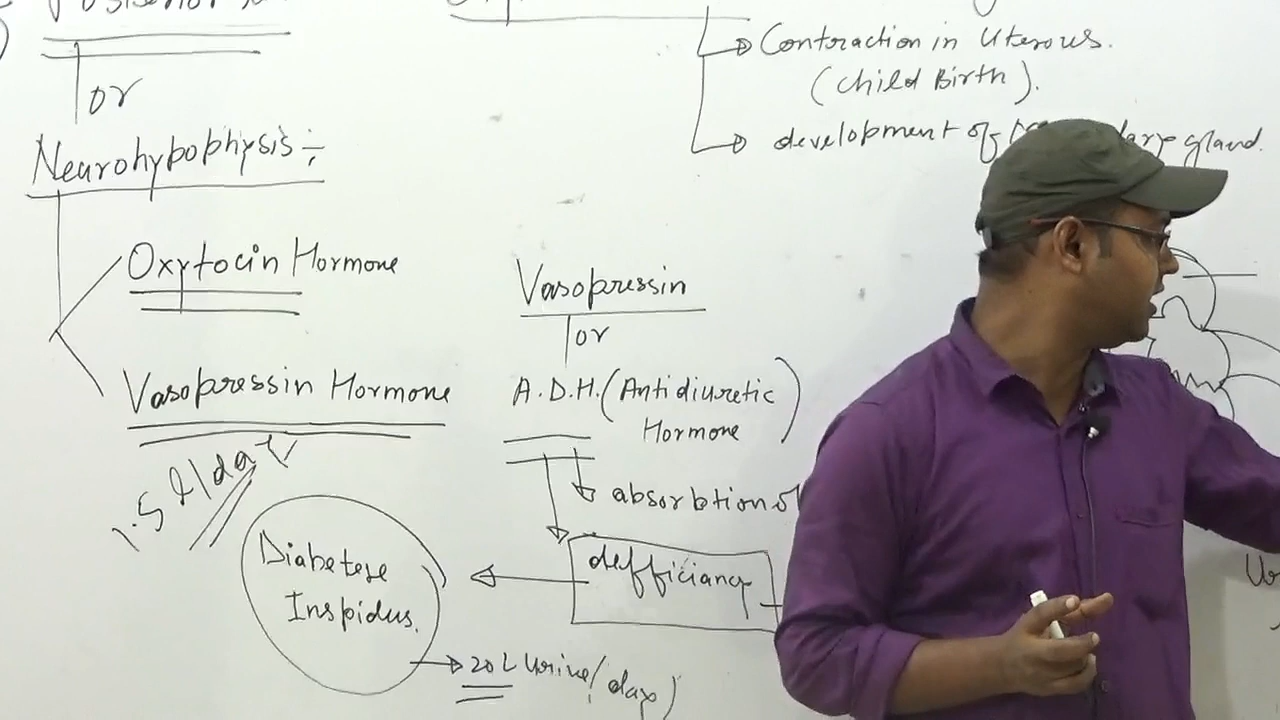 or
Neurohypophysis :-
Oxytocin Hormone
Vasopressin Hormone
1.5 l/day
Diabetese
Inspidus.
20 L Urine/day)
Contraction in Uterous.
(Child Birth).
development of
gland.
Vasopressin
or
A.D.H. (Antidiuretic
Hormone)
absorbtion
defficiancy